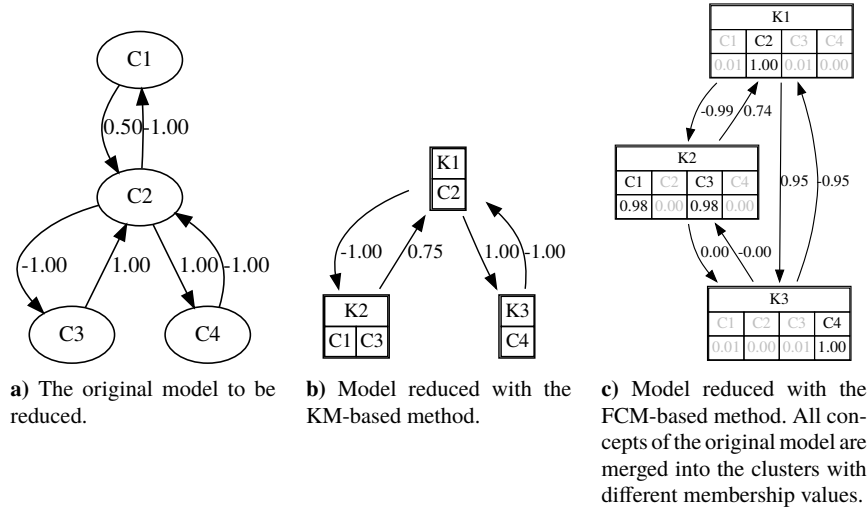 C1
0.50
-1.00
C2
-1.00
1.00
1.00
-1.00
C3
C4
a) The original model to be
reduced.
K1
C2
-1.00
0.75
1.00
-1.00
K2
C1 C3
K3
C4
b) Model reduced with the
KM-based method.
K1
C1 C2 C3 C4
0.01 1.00 0.01 0.00
-0.99
0.74
K2
C1 C2 C3 C4
0.98 0.00 0.98 0.00
0.95
-0.95
0.00
-0.00
K3
C1 C2 C3 C4
0.01 0.00 0.01 1.00
c) Model reduced with the
FCM-based method. All con-
cepts of the original model are
merged into the clusters with
different membership values.